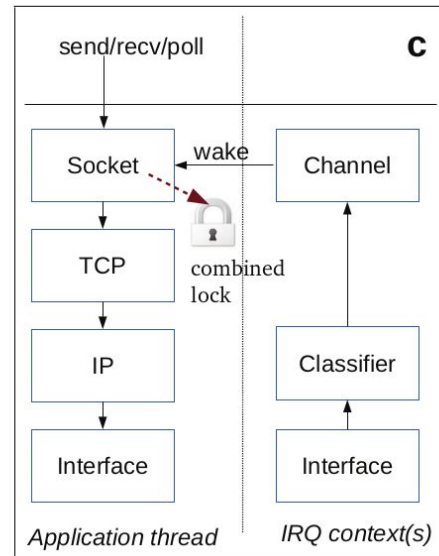 send/recv/poll
c
Socket
wake
Channel
combined
lock
TCP
IP
Classifier
Interface
Interface
Application thread
IRQ context(s)